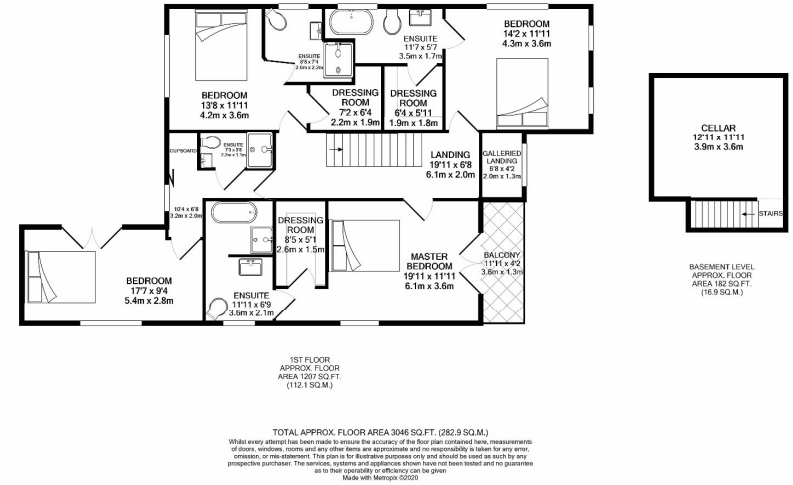 BEDROOM
14'2 x 11'11
4.3m x 3.6m
ENSUITE
11'7 x 5'7
3.5m x 1.7m
ENSUITE
8'8 x 7'4
2.6m x 2.2m
BEDROOM
13'8 x 11'11
4.2m x 3.6m
DRESSING
ROOM
7'2 x 6'4
2.2m x 1.9m
DRESSING
ROOM
6'4 x 5'11
1.9m x 1.8m
CELLAR
12'11 x 11'11
3.9m x 3.6m
CUPBOARD
ENSUITE
LANDING
19'11 x 6'8
6.1m x 2.0m
GALLERIED
LANDING
6'8 x 4'2
2.0m x 1.3m
10'4 x 6'8
3.2m x 2.0m
STAIRS
DRESSING
ROOM
8'5 x 5'1
2.6m x 1.5m
MASTER
BEDROOM
19'11 x 11'11
6.1m x 3.6m
BALCONY
11'11 x 4'2
3.6m x 1.3m
BEDROOM
17'7 x 9'4
5.4m x 2.8m
ENSUITE
11'11 x 6'9
3.6m x 2.1m
BASEMENT LEVEL
APPROX. FLOOR
AREA 182 SQ.FT.
(16.9 SQ.M.)
1ST FLOOR
APPROX. FLOOR
AREA 1207 SQ.FT.
(112.1 SQ.M.)
TOTAL APPROX. FLOOR AREA 3046 SQ.FT. (282.9 SQ.M.)
Whilst every attempt has been made to ensure the accuracy of the floor plan contained here, measurements
of doors, windows, rooms and any other items are approximate and no responsibility is taken for any error,
omission, or mis-statement. This plan is for illustrative purposes only and should be used as such by any
prospective purchaser. The services, systems and appliances shown have not been tested and no guarantee
as to their operability or efficiency can be given
Made with Metropix ©2020